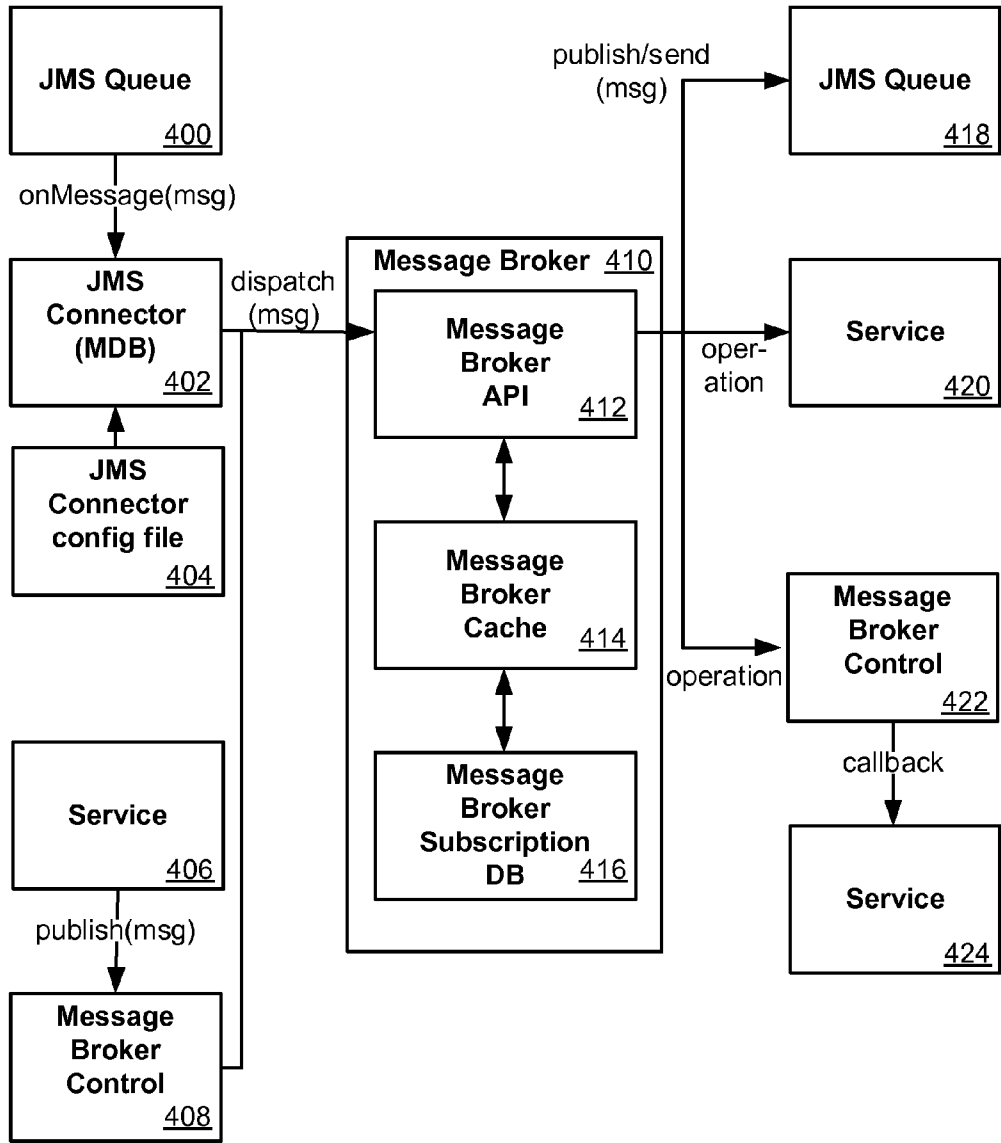 JMS Queue
400
onMessage(msg)
JMS
Connector
(MDB)
402
JMS
Connector
config file
404
Service
406
publish(msg)
Message
Broker
Control
408
dispatch
(msg)
Message Broker 410
Message
Broker
API
412
Message
Broker
Cache
414
Message
Broker
Subscription
DB
416
publish/send
(msg)
JMS Queue
418
oper-
ation
Service
420
operation
Message
Broker
Control
422
callback
Service
424